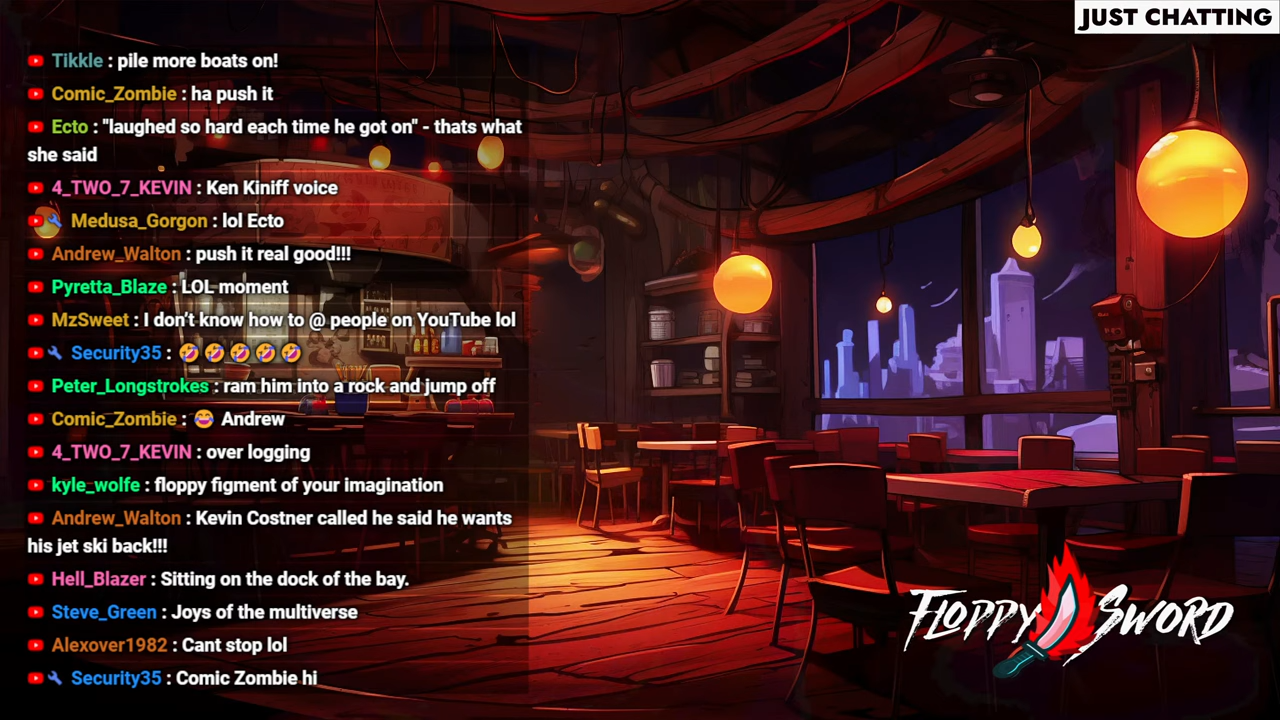 JUST CHATTING
Tikkle : pile more boats on!
Comic_Zombie : ha push it
Ecto : "laughed so hard each time he got on" - thats what
she said
4_TWO_7_KEVIN : Ken Kiniff voice
Medusa_Gorgon : lol Ecto
Andrew_Walton : push it real good!!!
Pyretta_Blaze : LOL moment
MzSweet : I don't know how to @ people on YouTube lol
Security35 : 🤣🤣🤣🤣🤣
Peter_Longstrokes : ram him into a rock and jump off
Comic_Zombie : 😂 Andrew
4_TWO_7_KEVIN : over logging
kyle_wolfe : floppy figment of your imagination
Andrew_Walton : Kevin Costner called he said he wants
his jet ski back!!!
Hell_Blazer : Sitting on the dock of the bay.
Steve_Green : Joys of the multiverse
Alexover1982 : Cant stop lol
Security35 : Comic Zombie hi
FLOPPY SWORD